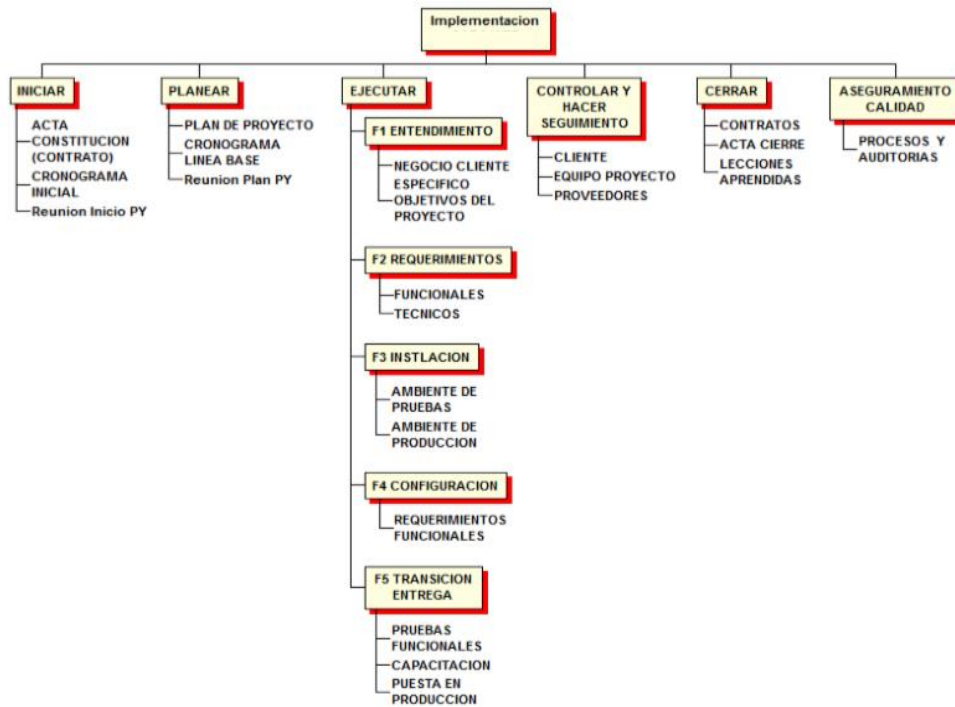 Implementacion
INICIAR
ACTA
CONSTITUCION
(CONTRATO)
CRONOGRAMA
INICIAL
Reunion Inicio PY
PLANEAR
PLAN DE PROYECTO
CRONOGRAMA
LINEA BASE
Reunion Plan PY
EJECUTAR
F1 ENTENDIMIENTO
NEGOCIO CLIENTE
ESPECIFICO
OBJETIVOS DEL
PROYECTO
F2 REQUERIMIENTOS
FUNCIONALES
TECNICOS
F3 INSTLACION
AMBIENTE DE
PRUEBAS
AMBIENTE DE
PRODUCCION
F4 CONFIGURACION
REQUERIMIENTOS
FUNCIONALES
F5 TRANSICION
ENTREGA
PRUEBAS
FUNCIONALES
CAPACITACION
PUESTA EN
PRODUCCION
CONTROLAR Y
HACER
SEGUIMIENTO
CLIENTE
EQUIPO PROYECTO
PROVEEDORES
CERRAR
CONTRATOS
ACTA CIERRE
LECCIONES
APRENDIDAS
ASEGURAMIENTO
CALIDAD
PROCESOS Y
AUDITORIAS